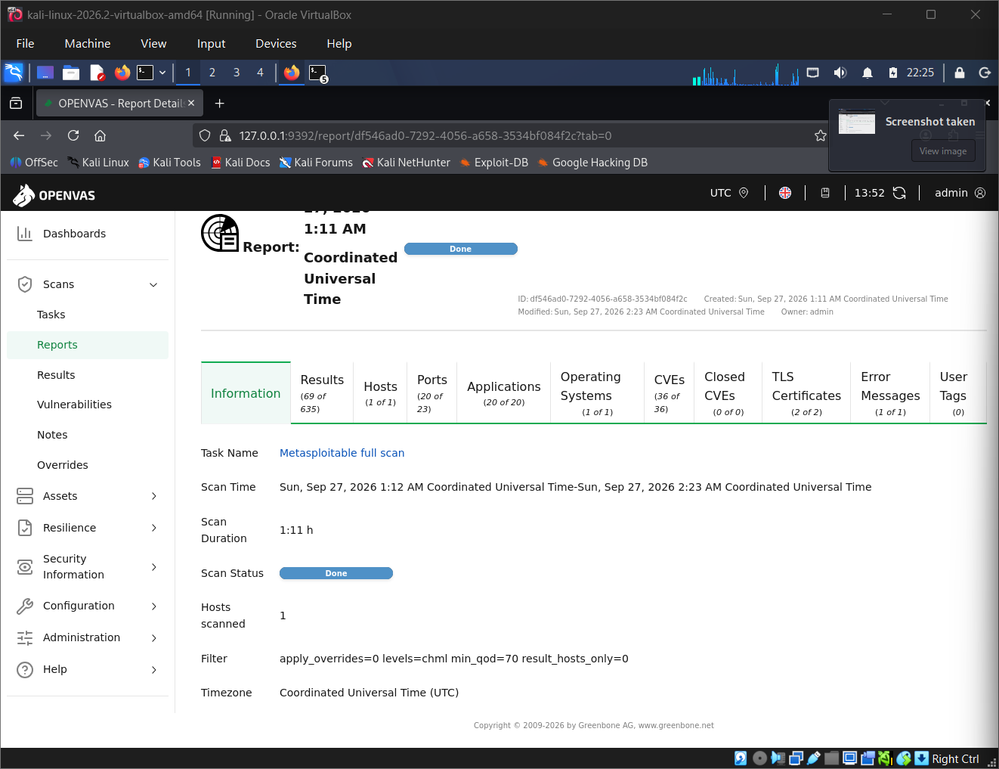 kali-linux-2026.2-virtualbox-amd64 [Running] - Oracle VirtualBox
File Machine View Input Devices Help
1 2 3 4 5 22:25
OPENVAS - Report Details
Screenshot taken
View image
127.0.0.1:9392/report/df546ad0-7292-4056-a658-3534bf084f2c?tab=0
OffSec Kali Linux Kali Tools Kali Docs Kali Forums Kali NetHunter Exploit-DB Google Hacking DB
OPENVAS UTC 13:52 admin
Dashboards
Scans
Tasks
Reports
Results
Vulnerabilities
Notes
Overrides
Assets
Resilience
Security
Information
Configuration
Administration
Help
Report:
27, 2026
1:11 AM
Coordinated
Universal
Time
Done
ID: df546ad0-7292-4056-a658-3534bf084f2c Created: Sun, Sep 27, 2026 1:11 AM Coordinated Universal Time
Modified: Sun, Sep 27, 2026 2:23 AM Coordinated Universal Time Owner: admin
Information
Results
(69 of
635)
Hosts
(1 of 1)
Ports
(20 of
23)
Applications
(20 of 20)
Operating
Systems
(1 of 1)
CVEs
(36 of
36)
Closed
CVEs
(0 of 0)
TLS
Certificates
(2 of 2)
Error
Messages
(1 of 1)
User
Tags
(0)
Task Name Metasploitable full scan
Scan Time Sun, Sep 27, 2026 1:12 AM Coordinated Universal Time-Sun, Sep 27, 2026 2:23 AM Coordinated Universal Time
Scan
Duration
1:11 h
Scan Status Done
Hosts
scanned
1
Filter apply_overrides=0 levels=chml min_qod=70 result_hosts_only=0
Timezone Coordinated Universal Time (UTC)
Copyright © 2009-2026 by Greenbone AG, www.greenbone.net
Right Ctrl